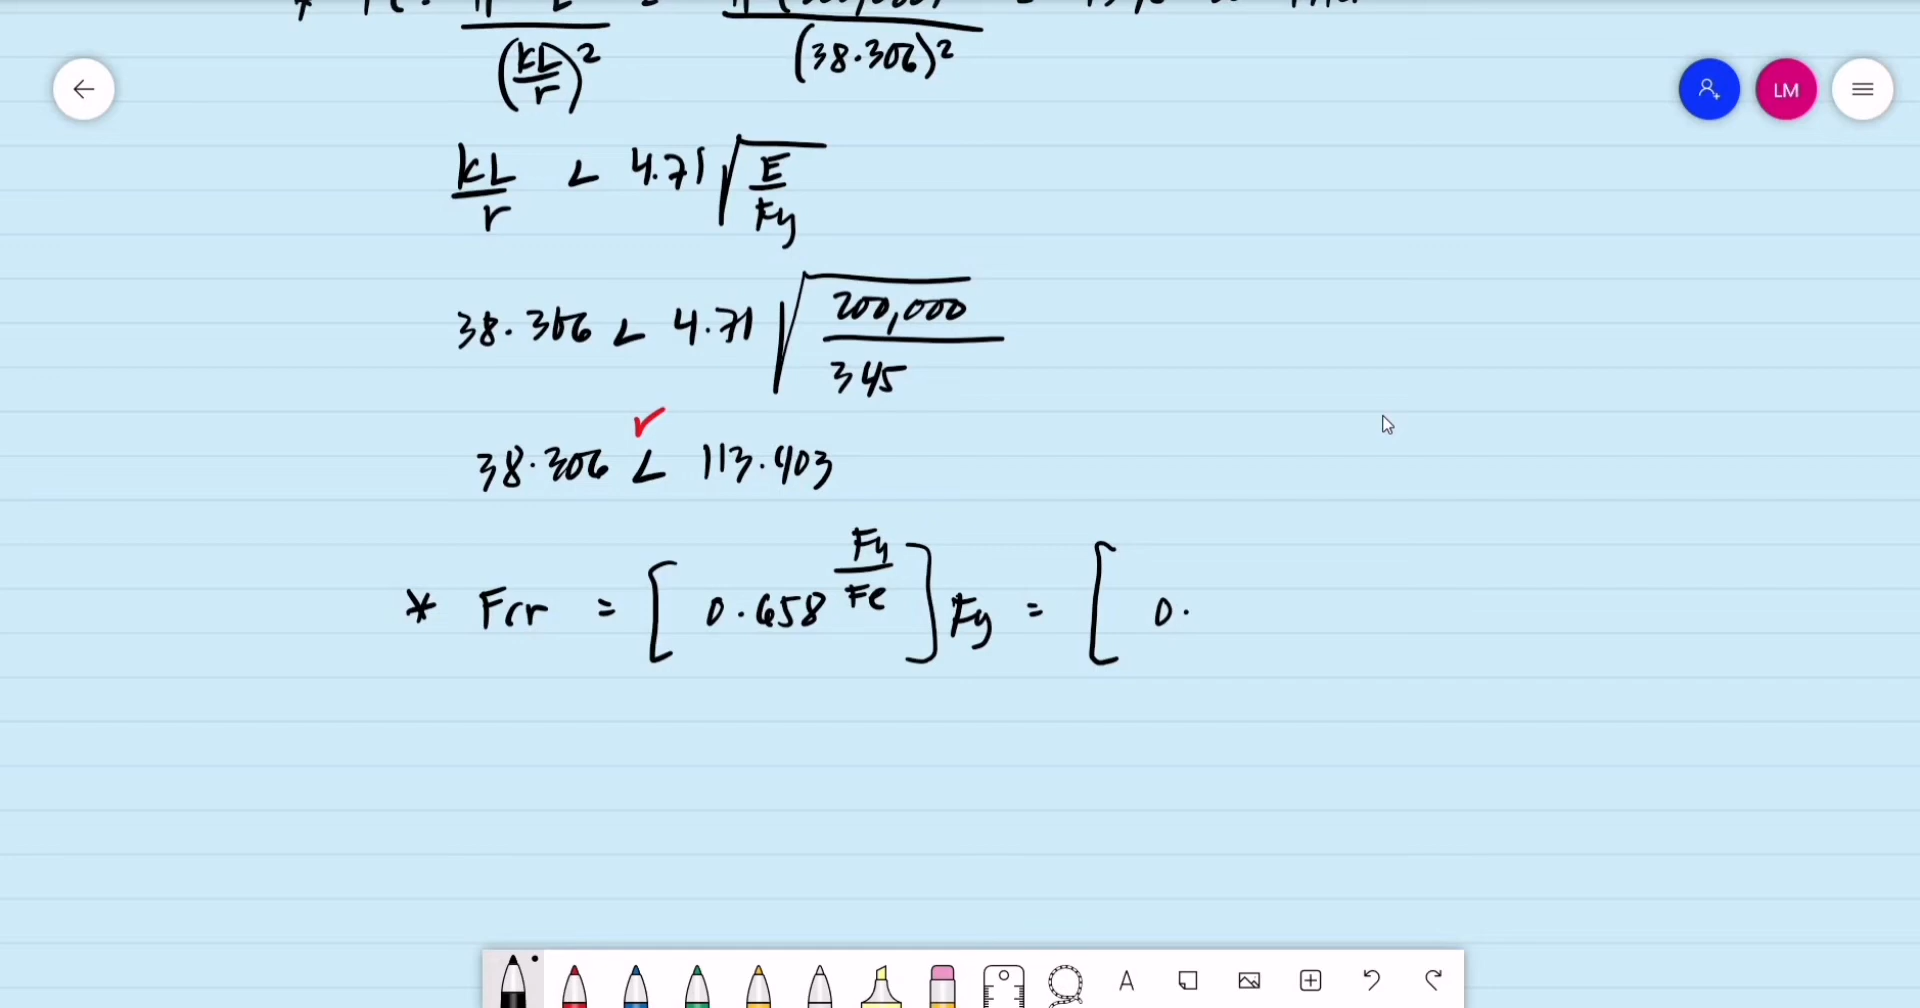 (kL/r)² (38.306)²
LM
kL/r < 4.71 √(E/Fy)
38.306 < 4.71 √(200,000/345)
38.306 < 113.403
* Fcr = [0.658^(Fy/Fe)] Fy = [0.
A